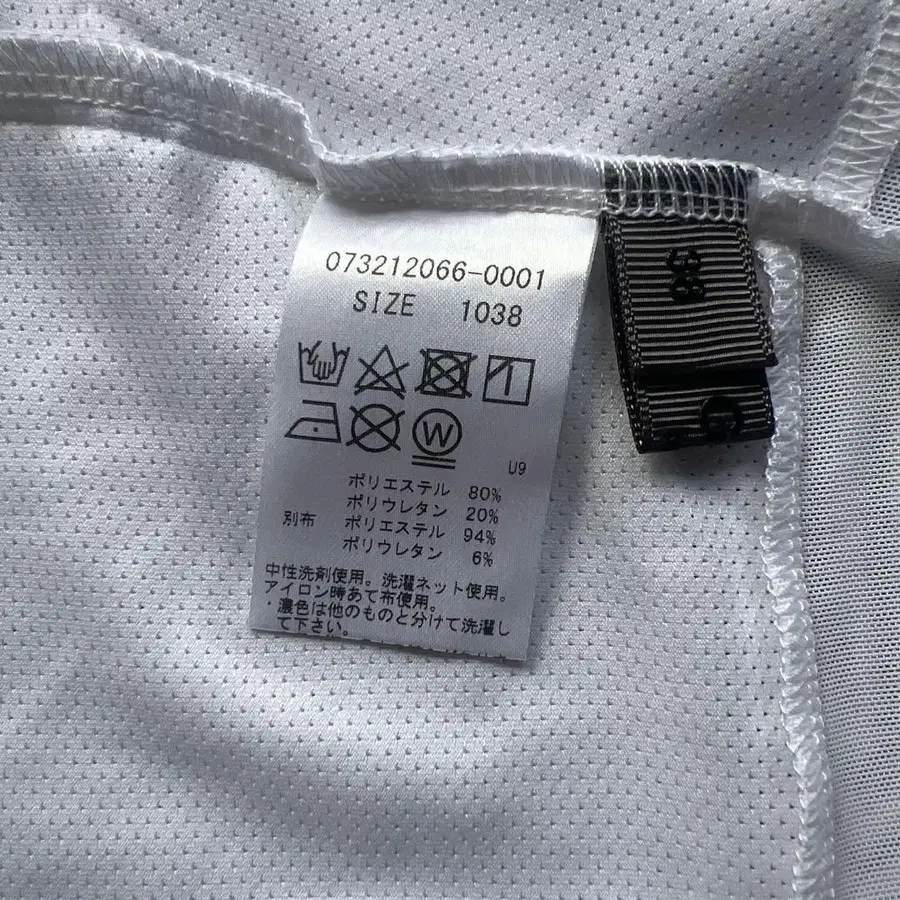 073212066-0001
SIZE 1038
W
U9
ポリエステル 80%
ポリウレタン 20%
別布 ポリエステル 94%
ポリウレタン 6%
中性洗剤使用。洗濯ネット使用。
アイロン時あて布使用。
・濃色は他のものと分けて洗濯し
て下さい。
38
G